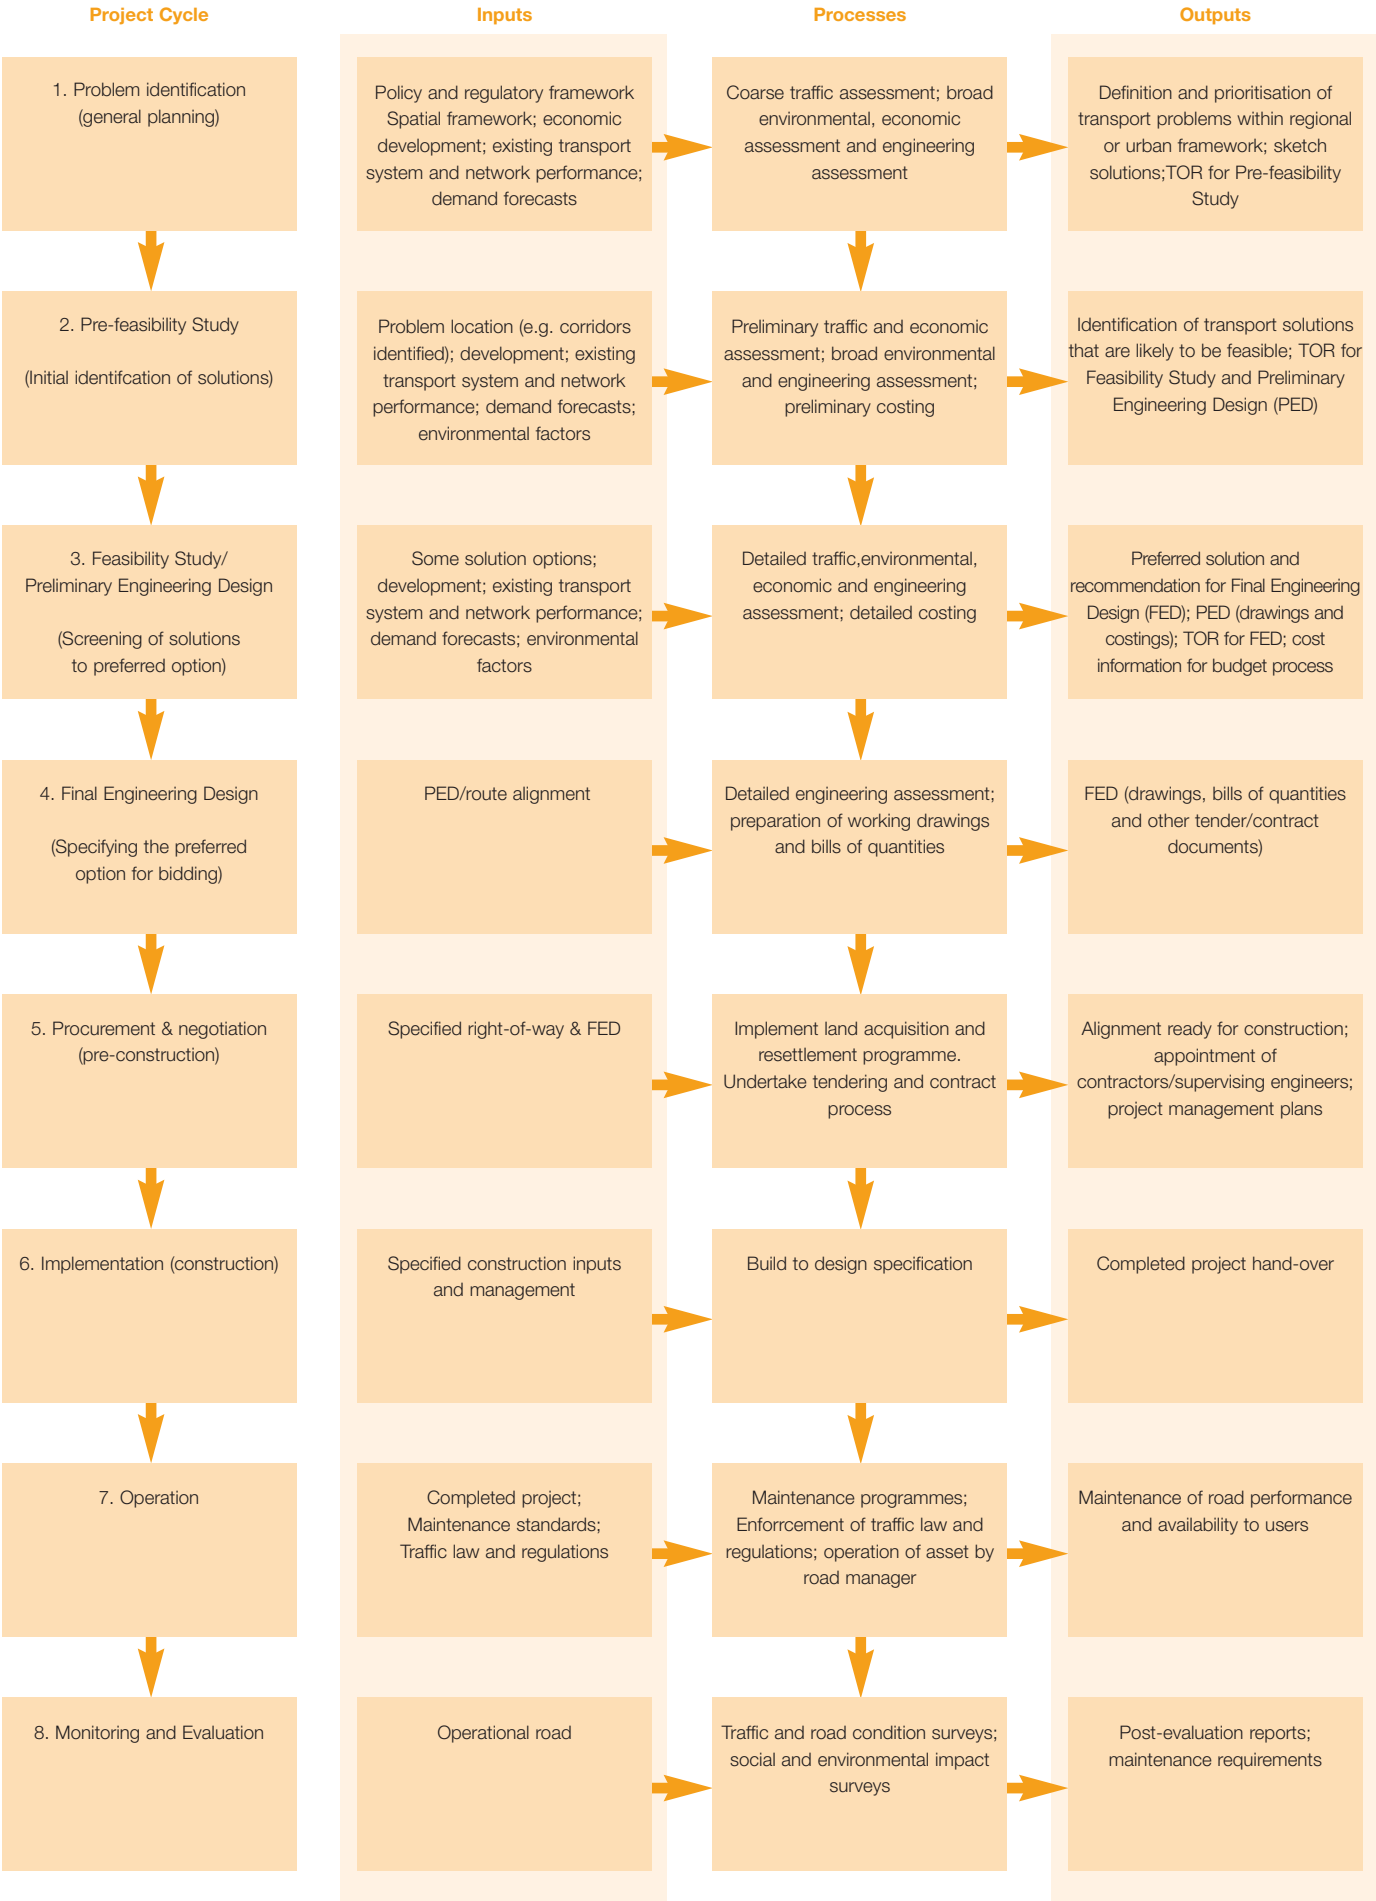 Project Cycle
Inputs
Processes
Outputs
1. Problem identification
(general planning)
Policy and regulatory framework
Spatial framework; economic
development; existing transport
system and network performance;
demand forecasts
Coarse traffic assessment; broad
environmental, economic
assessment and engineering
assessment
Definition and prioritisation of
transport problems within regional
or urban framework; sketch
solutions;TOR for Pre-feasibility
Study
2. Pre-feasibility Study
(Initial identifcation of solutions)
Problem location (e.g. corridors
identified); development; existing
transport system and network
performance; demand forecasts;
environmental factors
Preliminary traffic and economic
assessment; broad environmental
and engineering assessment;
preliminary costing
Identification of transport solutions
that are likely to be feasible; TOR for
Feasibility Study and Preliminary
Engineering Design (PED)
3. Feasibility Study/
Preliminary Engineering Design
(Screening of solutions
to preferred option)
Some solution options;
development; existing transport
system and network performance;
demand forecasts; environmental
factors
Detailed traffic,environmental,
economic and engineering
assessment; detailed costing
Preferred solution and
recommendation for Final Engineering
Design (FED); PED (drawings and
costings); TOR for FED; cost
information for budget process
4. Final Engineering Design
(Specifying the preferred
option for bidding)
PED/route alignment
Detailed engineering assessment;
preparation of working drawings
and bills of quantities
FED (drawings, bills of quantities
and other tender/contract
documents)
5. Procurement & negotiation
(pre-construction)
Specified right-of-way & FED
Implement land acquisition and
resettlement programme.
Undertake tendering and contract
process
Alignment ready for construction;
appointment of
contractors/supervising engineers;
project management plans
6. Implementation (construction)
Specified construction inputs
and management
Build to design specification
Completed project hand-over
7. Operation
Completed project;
Maintenance standards;
Traffic law and regulations
Maintenance programmes;
Enforrcement of traffic law and
regulations; operation of asset by
road manager
Maintenance of road performance
and availability to users
8. Monitoring and Evaluation
Operational road
Traffic and road condition surveys;
social and environmental impact
surveys
Post-evaluation reports;
maintenance requirements